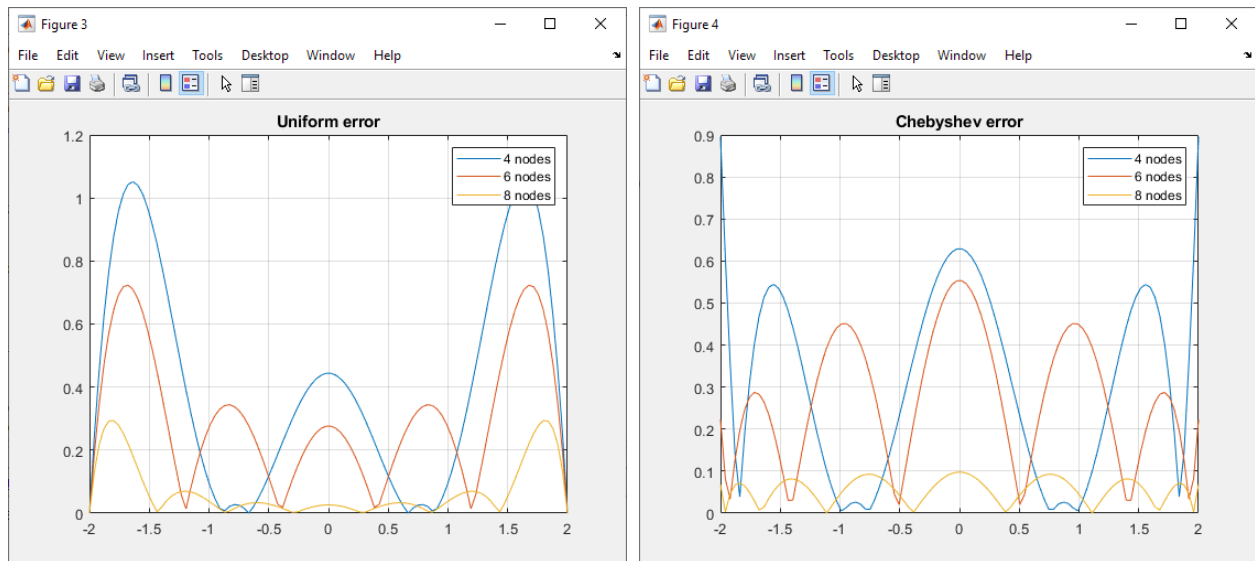 Figure 3
File Edit View Insert Tools Desktop Window Help
Uniform error
1.2
1
0.8
0.6
0.4
0.2
0
-2 -1.5 -1 -0.5 0 0.5 1 1.5 2
4 nodes
6 nodes
8 nodes
Figure 4
File Edit View Insert Tools Desktop Window Help
Chebyshev error
0.9
0.8
0.7
0.6
0.5
0.4
0.3
0.2
0.1
0
-2 -1.5 -1 -0.5 0 0.5 1 1.5 2
4 nodes
6 nodes
8 nodes